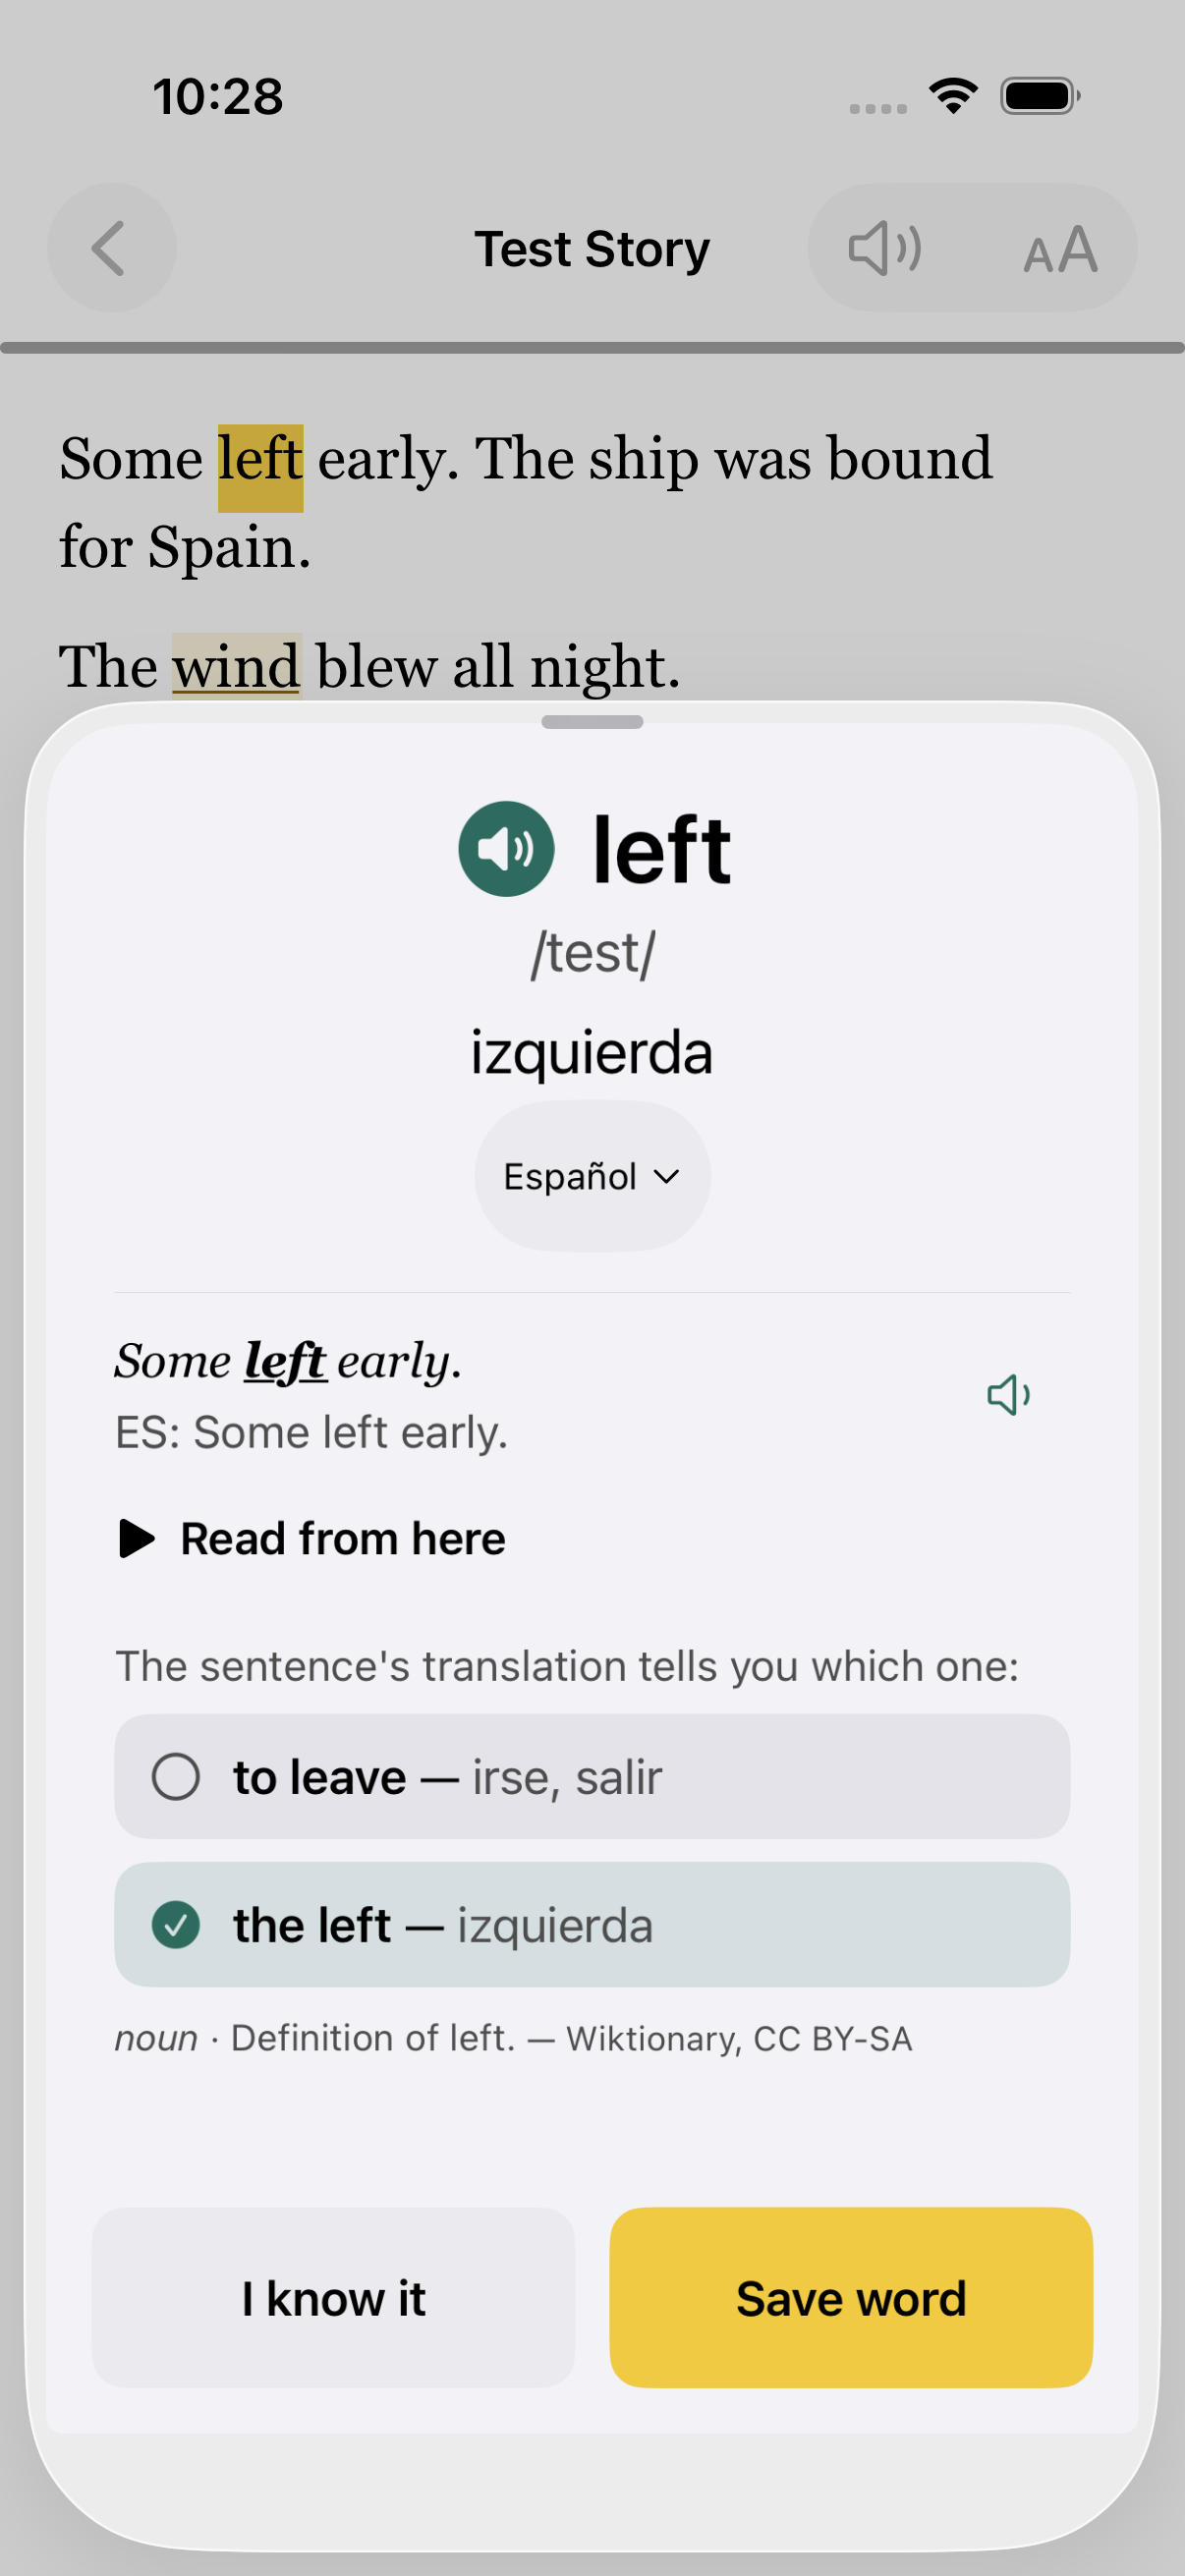 10:28
Test Story
AA
Some left early. The ship was bound
for Spain.
The wind blew all night.
left
/test/
izquierda
Español
Some left early.
ES: Some left early.
Read from here
The sentence's translation tells you which one:
to leave — irse, salir
the left — izquierda
noun · Definition of left. — Wiktionary, CC BY-SA
I know it
Save word